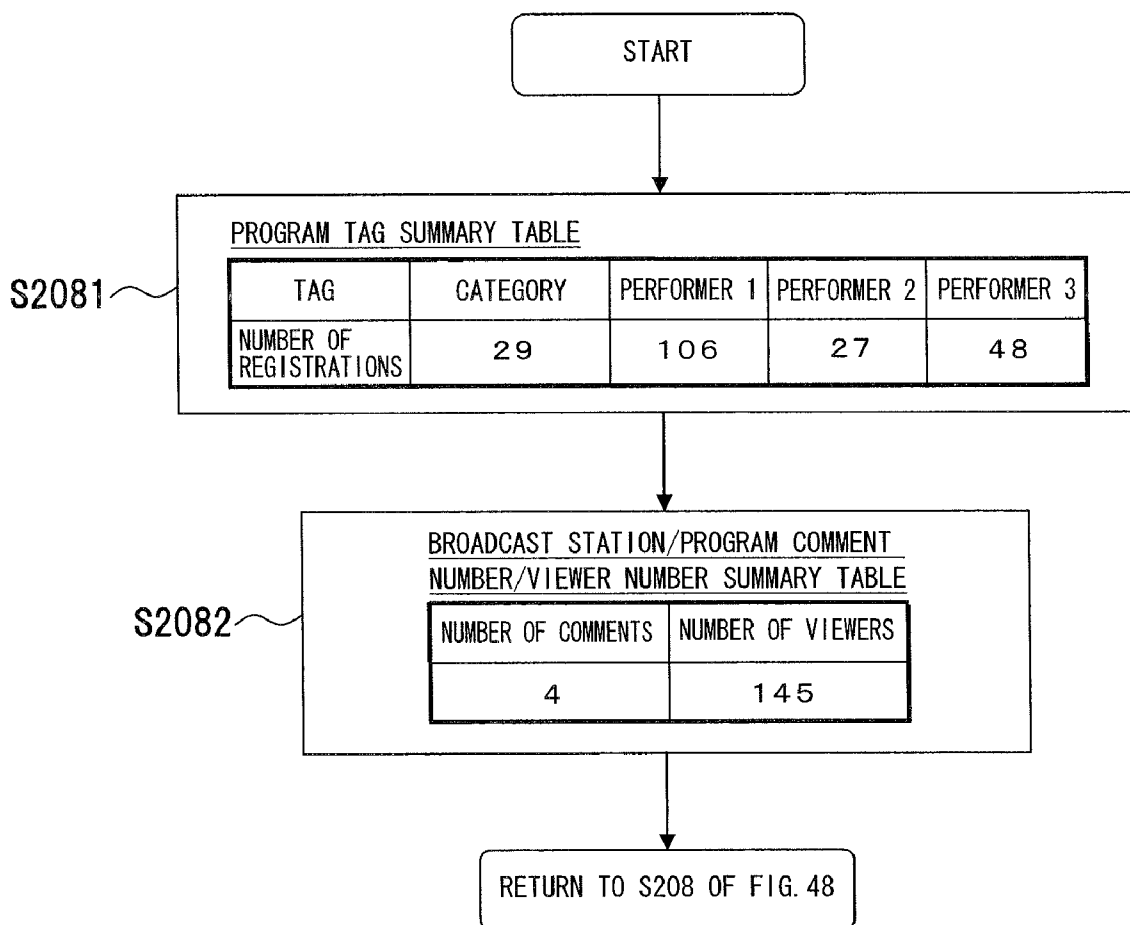 START
PROGRAM TAG SUMMARY TABLE
S2081
TAG CATEGORY PERFORMER 1 PERFORMER 2 PERFORMER 3
NUMBER OF
REGISTRATIONS 29 106 27 48
BROADCAST STATION/PROGRAM COMMENT
NUMBER/VIEWER NUMBER SUMMARY TABLE
S2082
NUMBER OF COMMENTS NUMBER OF VIEWERS
4 145
RETURN TO S208 OF FIG. 48